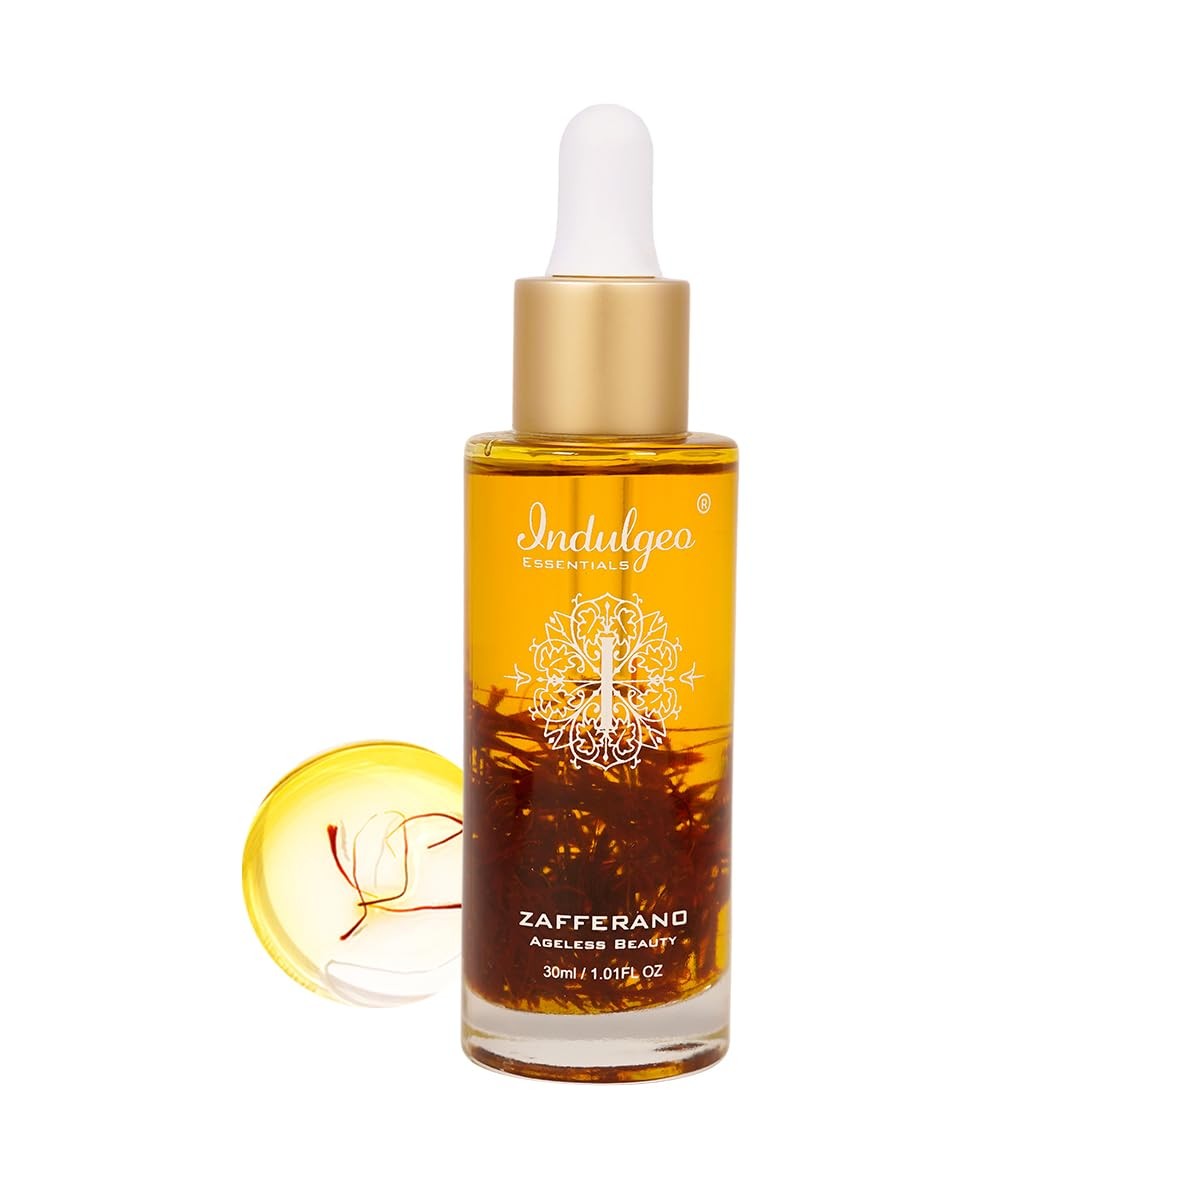 Indulgeo ®
ESSENTIALS
ZAFFERANO
AGELESS BEAUTY
30ml / 1.01FL OZ